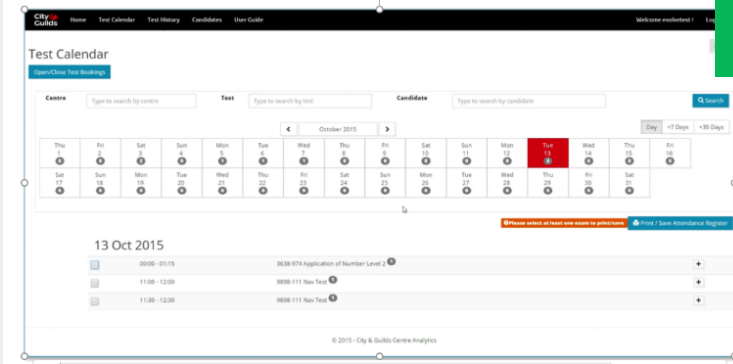 City& Guilds Home Test Calendar Test History Candidates User Guide Welcome evolvetest !
Test Calendar
Open/Close Test Bookings
Centre Type to search by centre Test Type to search by test Candidate Type to search by candidate Search
October 2015 Day +7 Days +30 Days
Thu Fri Sat Sun Mon Tue Wed Thu Fri Sat Sun Mon Tue Wed Thu Fri
1 2 3 4 5 6 7 8 9 10 11 12 13 14 15 16
Sat Sun Mon Tue Wed Thu Fri Sat Sun Mon Tue Wed Thu Fri Sat
17 18 19 20 21 22 23 24 25 26 27 28 29 30 31
Please select at least one exam to print/save Print / Save Attendance Register
13 Oct 2015
00:00 - 01:15 3638-974 Application of Number Level 2 1
11:00 - 12:00 9898-111 Nav Test 1
11:30 - 12:30 9898-111 Nav Test 1
© 2015 - City & Guilds Centre Analytics